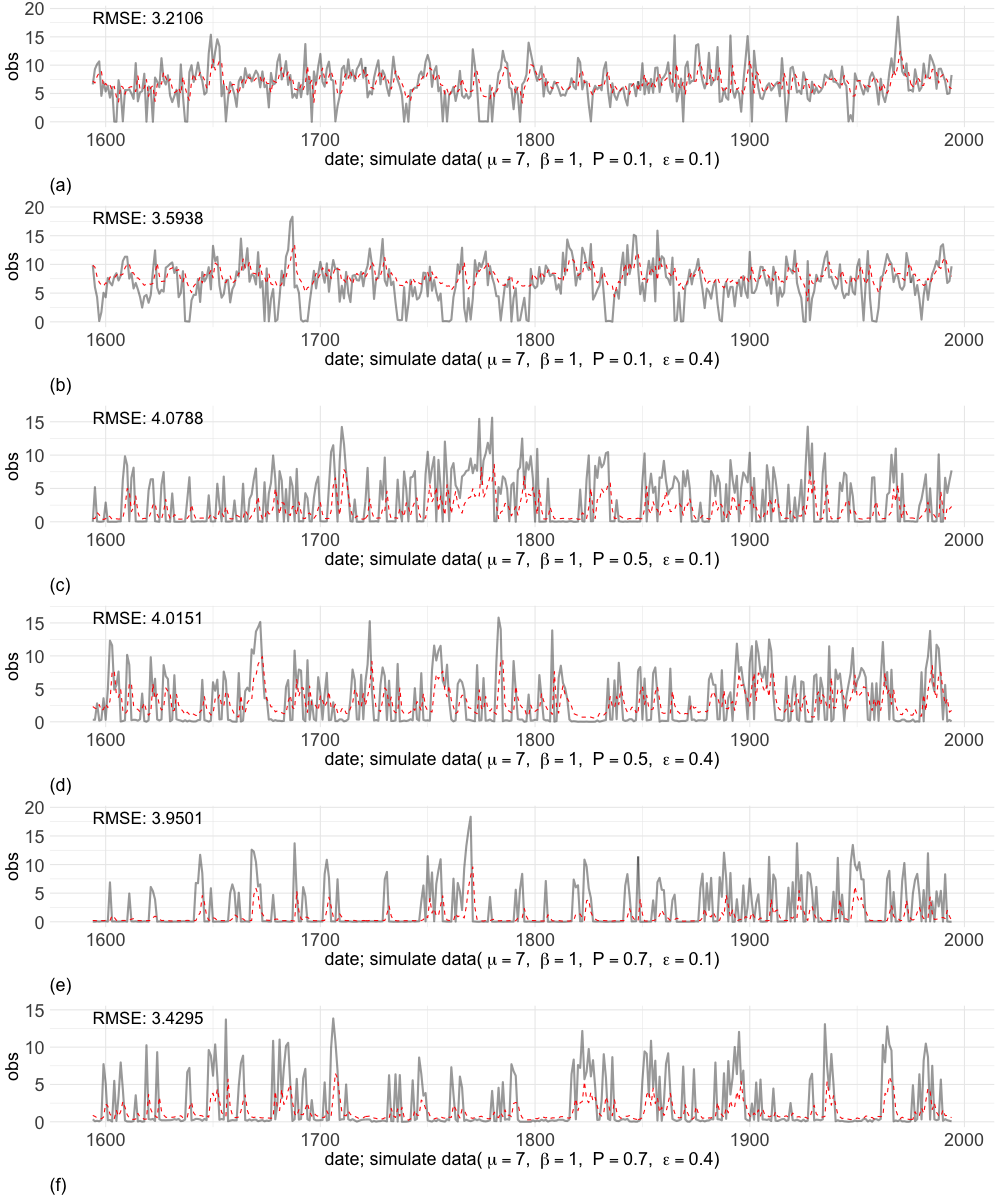 RMSE: 3.2106
20
15
10
5
0
obs
1600 1700 1800 1900 2000
date; simulate data( μ = 7, β = 1, P = 0.1, ε = 0.1)
(a)
RMSE: 3.5938
20
15
10
5
0
obs
1600 1700 1800 1900 2000
date; simulate data( μ = 7, β = 1, P = 0.1, ε = 0.4)
(b)
RMSE: 4.0788
15
10
5
0
obs
1600 1700 1800 1900 2000
date; simulate data( μ = 7, β = 1, P = 0.5, ε = 0.1)
(c)
RMSE: 4.0151
15
10
5
0
obs
1600 1700 1800 1900 2000
date; simulate data( μ = 7, β = 1, P = 0.5, ε = 0.4)
(d)
RMSE: 3.9501
20
15
10
5
0
obs
1600 1700 1800 1900 2000
date; simulate data( μ = 7, β = 1, P = 0.7, ε = 0.1)
(e)
RMSE: 3.4295
15
10
5
0
obs
1600 1700 1800 1900 2000
date; simulate data( μ = 7, β = 1, P = 0.7, ε = 0.4)
(f)